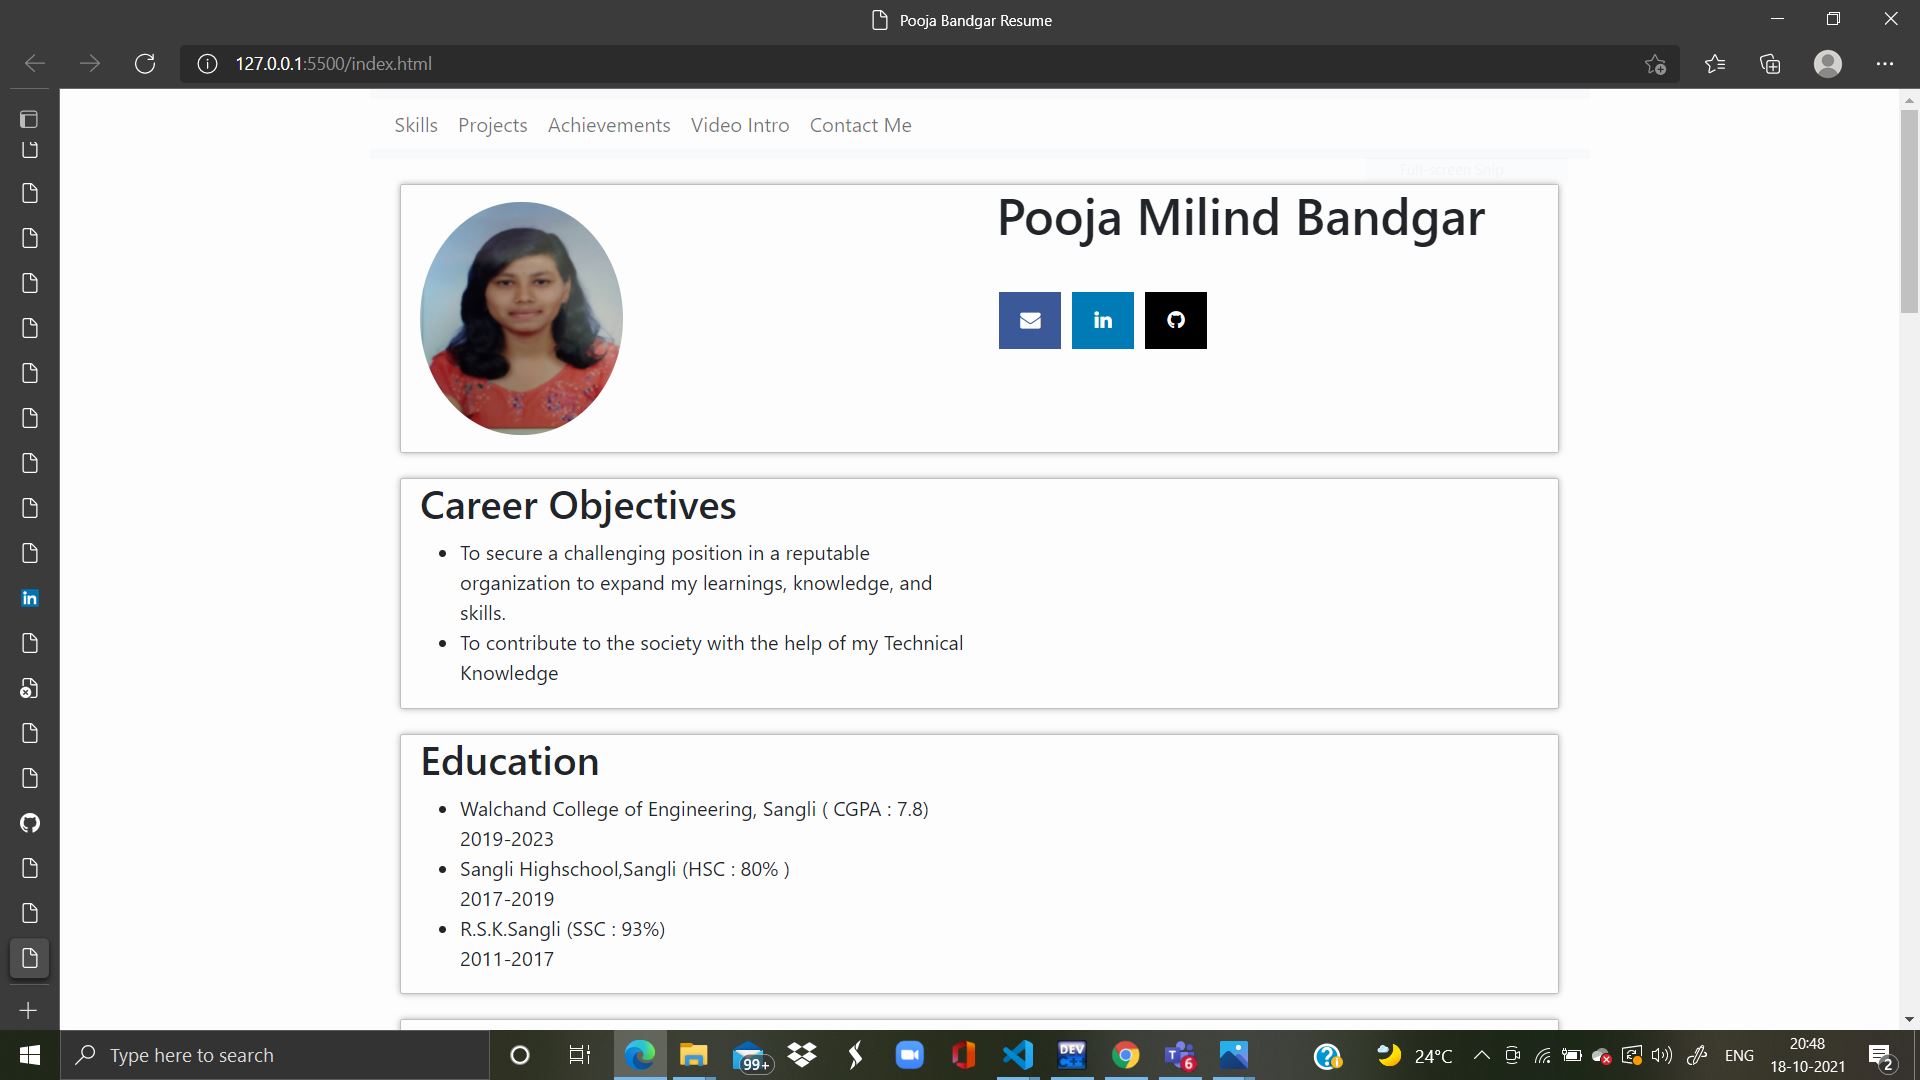 Pooja Bandgar Resume
127.0.0.1:5500/index.html
Skills Projects Achievements Video Intro Contact Me
Full-screen Snip
Pooja Milind Bandgar
in
in
Career Objectives
To secure a challenging position in a reputable
organization to expand my learnings, knowledge, and
skills.
To contribute to the society with the help of my Technical
Knowledge
Education
Walchand College of Engineering, Sangli ( CGPA : 7.8)
2019-2023
Sangli Highschool,Sangli (HSC : 80% )
2017-2019
R.S.K.Sangli (SSC : 93%)
2011-2017
Type here to search
99+
DEV
C++
T
6
24°C
ENG
20:48
18-10-2021
2